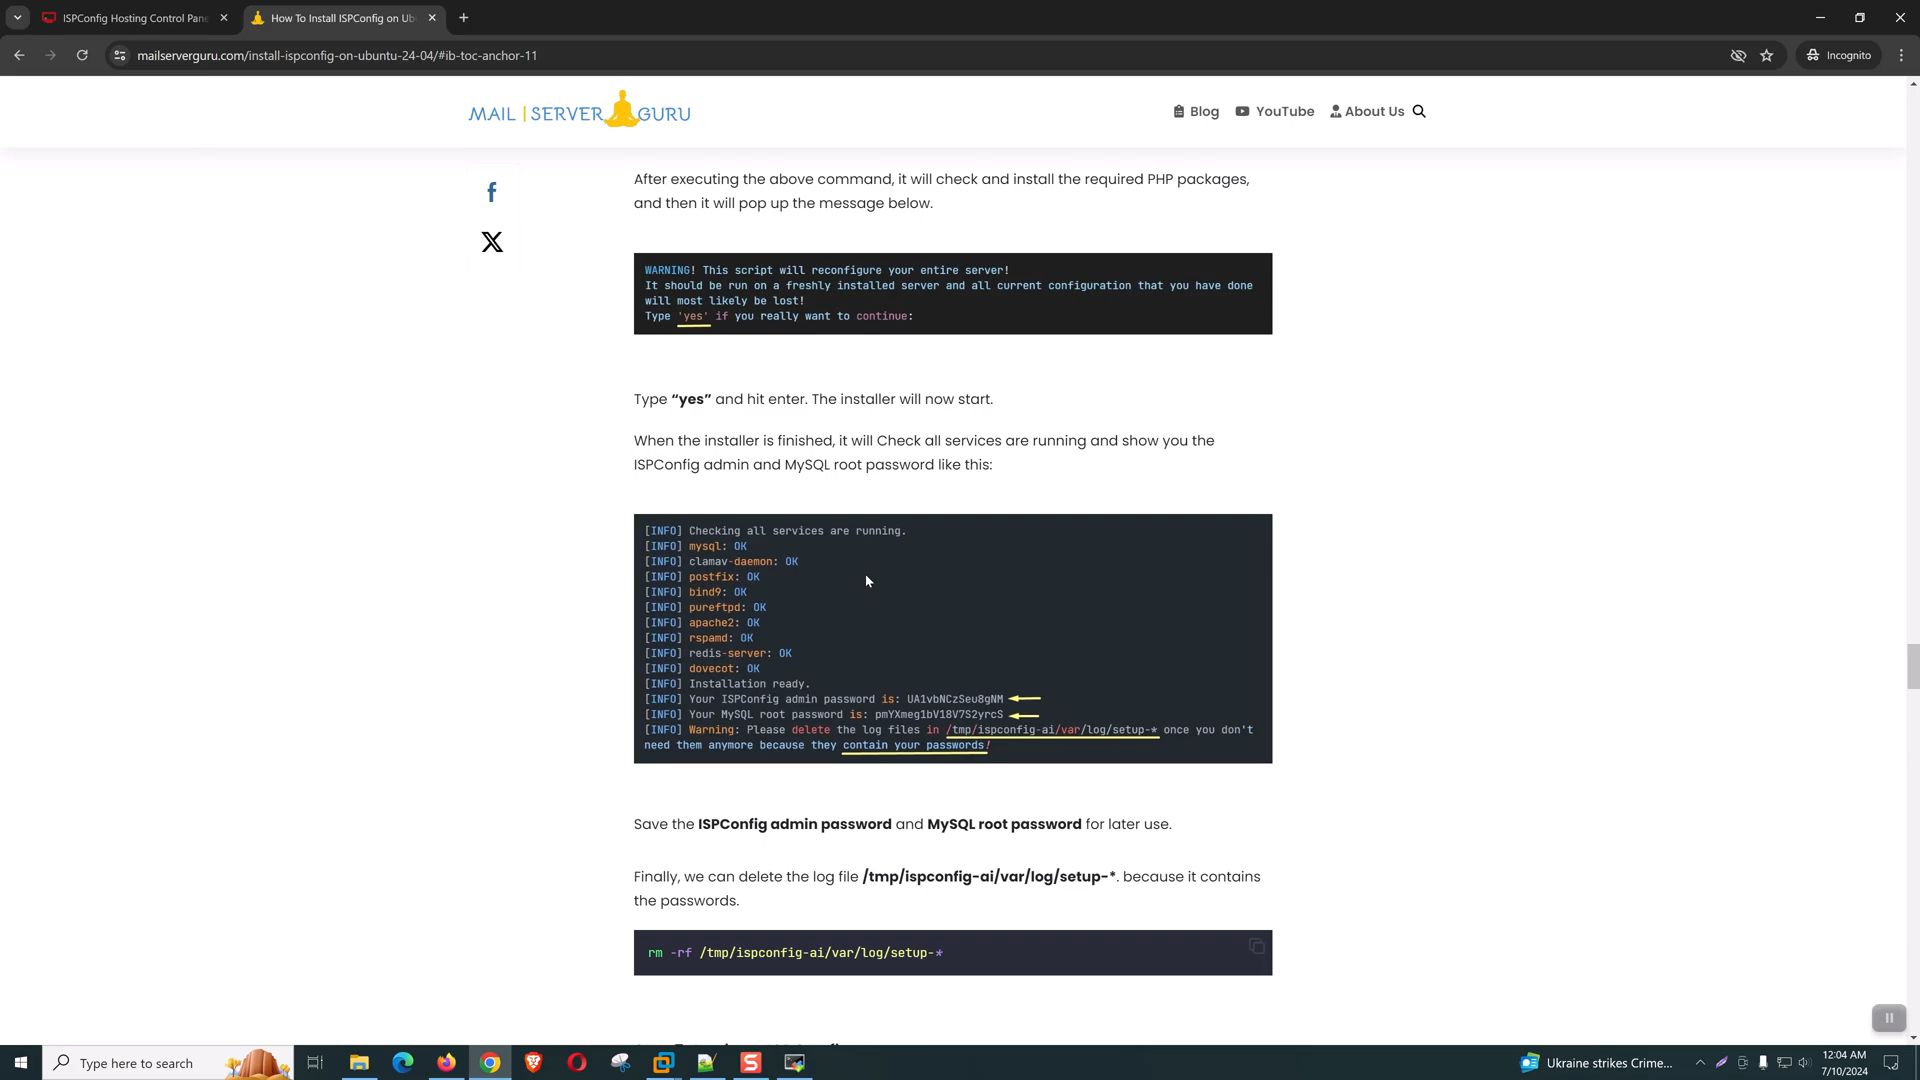 ISPConfig Hosting Control Pane
How To Install ISPConfig on Ub
mailserverguru.com/install-ispconfig-on-ubuntu-24-04/#ib-toc-anchor-11
Incognito
MAIL | SERVER GURU
Blog
YouTube
About Us
After executing the above command, it will check and install the required PHP packages,
and then it will pop up the message below.
WARNING! This script will reconfigure your entire server!
It should be run on a freshly installed server and all current configuration that you have done
will most likely be lost!
Type 'yes' if you really want to continue:
Type “yes” and hit enter. The installer will now start.
When the installer is finished, it will Check all services are running and show you the
ISPConfig admin and MySQL root password like this:
[INFO] Checking all services are running.
[INFO] mysql: OK
[INFO] clamav-daemon: OK
[INFO] postfix: OK
[INFO] bind9: OK
[INFO] pureftpd: OK
[INFO] apache2: OK
[INFO] rspamd: OK
[INFO] redis-server: OK
[INFO] dovecot: OK
[INFO] Installation ready.
[INFO] Your ISPConfig admin password is: UA1vbNCzSeu8gNM
[INFO] Your MySQL root password is: pmYXmeg1bV18V7S2yrcS
[INFO] Warning: Please delete the log files in /tmp/ispconfig-ai/var/log/setup-* once you don't
need them anymore because they contain your passwords!
Save the ISPConfig admin password and MySQL root password for later use.
Finally, we can delete the log file /tmp/ispconfig-ai/var/log/setup-*. because it contains
the passwords.
rm -rf /tmp/ispconfig-ai/var/log/setup-*
Type here to search
Ukraine strikes Crime...
12:04 AM
7/10/2024